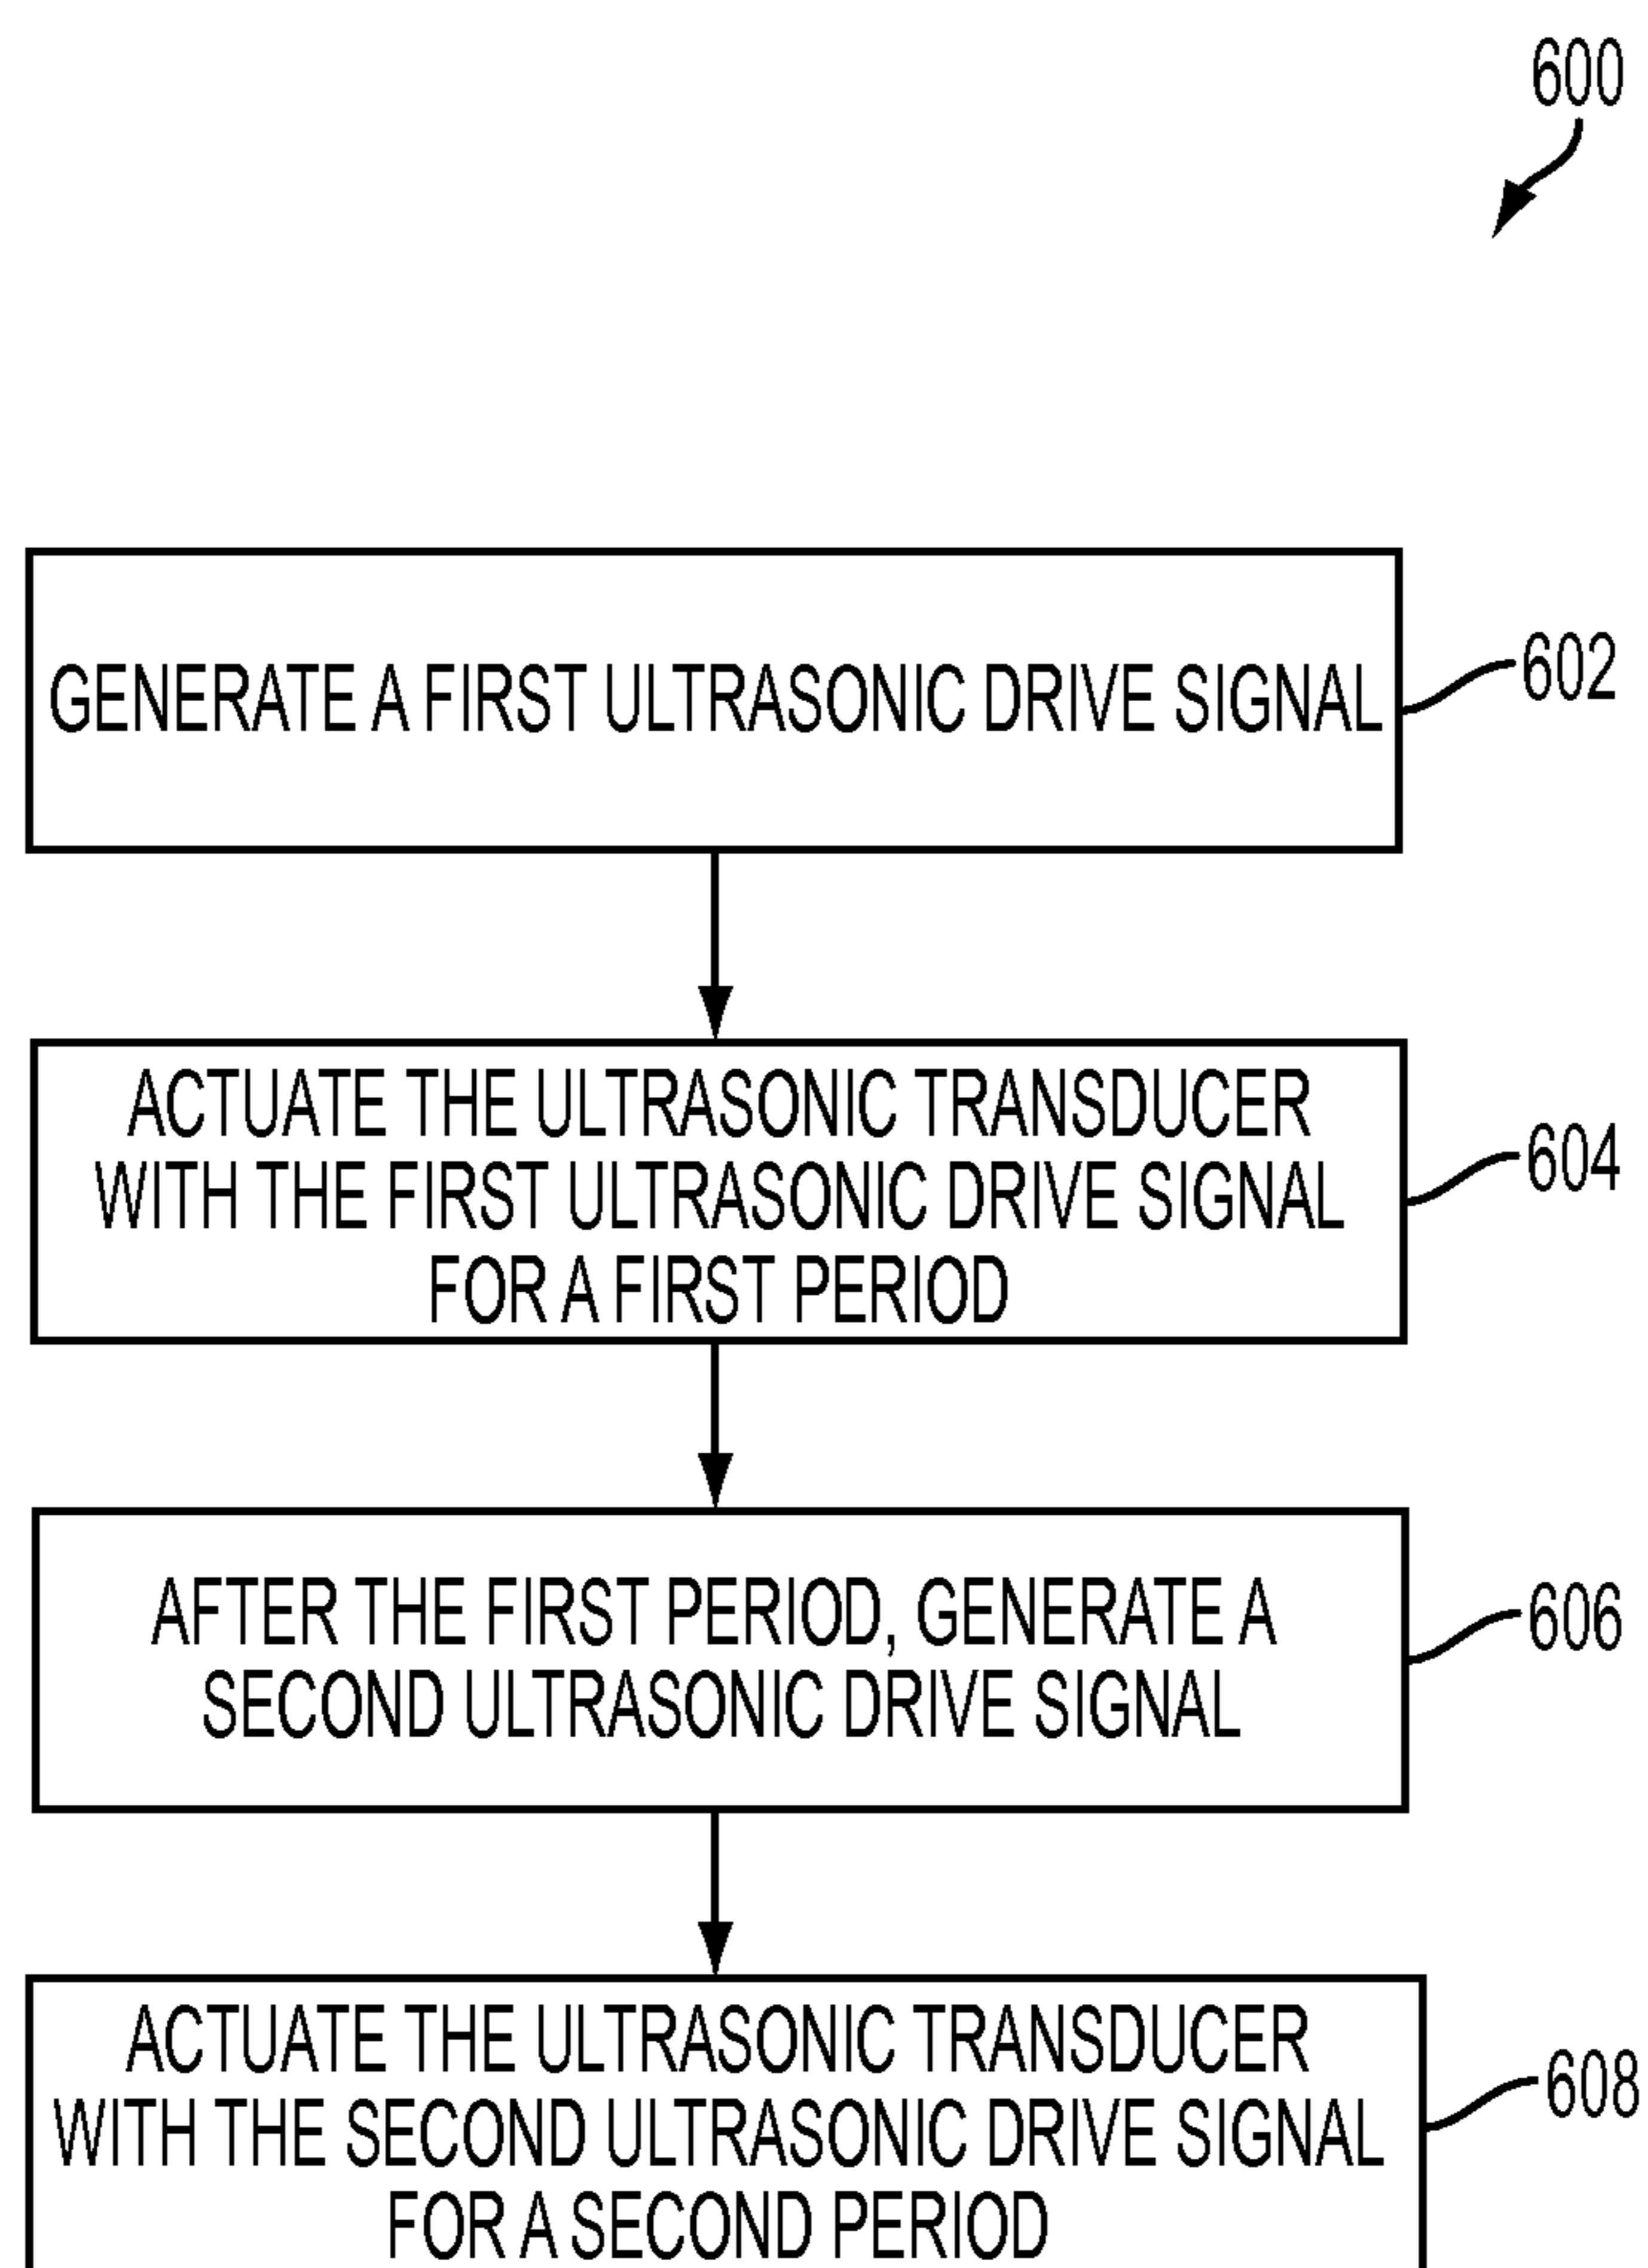 600
GENERATE A FIRST ULTRASONIC DRIVE SIGNAL
602
ACTUATE THE ULTRASONIC TRANSDUCER
WITH THE FIRST ULTRASONIC DRIVE SIGNAL
FOR A FIRST PERIOD
604
AFTER THE FIRST PERIOD, GENERATE A
SECOND ULTRASONIC DRIVE SIGNAL
606
ACTUATE THE ULTRASONIC TRANSDUCER
WITH THE SECOND ULTRASONIC DRIVE SIGNAL
FOR A SECOND PERIOD
608